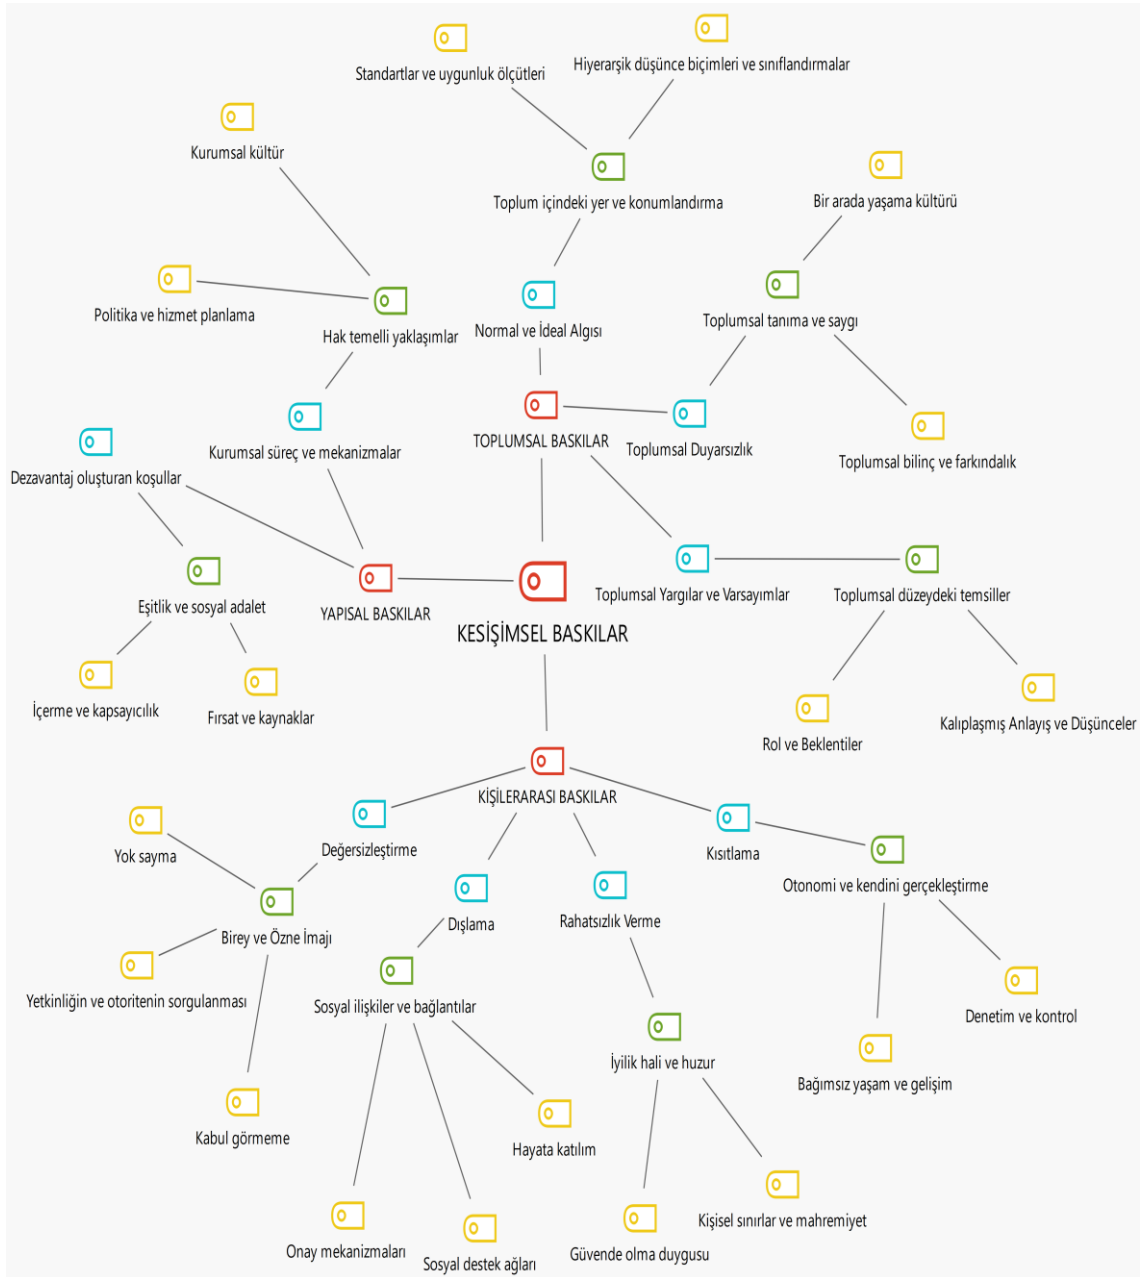 Standartlar ve uygunluk ölçütleri
Hiyerarşik düşünce biçimleri ve sınıflandırmalar
Kurumsal kültür
Toplum içindeki yer ve konumlandırma
Bir arada yaşama kültürü
Politika ve hizmet planlama
Hak temelli yaklaşımlar
Normal ve İdeal Algısı
Toplumsal tanıma ve saygı
Kurumsal süreç ve mekanizmalar
TOPLUMSAL BASKILAR
Toplumsal Duyarsızlık
Toplumsal bilinç ve farkındalık
Dezavantaj oluşturan koşullar
Eşitlik ve sosyal adalet
YAPISAL BASKILAR
KESİŞİMSEL BASKILAR
Toplumsal Yargılar ve Varsayımlar
Toplumsal düzeydeki temsiller
İçerme ve kapsayıcılık
Fırsat ve kaynaklar
Rol ve Beklentiler
Kalıplaşmış Anlayış ve Düşünceler
KİŞİLERARASI BASKILAR
Yok sayma
Değersizleştirme
Kısıtlama
Otonomi ve kendini gerçekleştirme
Birey ve Özne İmajı
Dışlama
Rahatsızlık Verme
Yetkinliğin ve otoritenin sorgulanması
Sosyal ilişkiler ve bağlantılar
Denetim ve kontrol
İyilik hali ve huzur
Bağımsız yaşam ve gelişim
Kabul görmeme
Hayata katılım
Kişisel sınırlar ve mahremiyet
Onay mekanizmaları
Sosyal destek ağları
Güvende olma duygusu